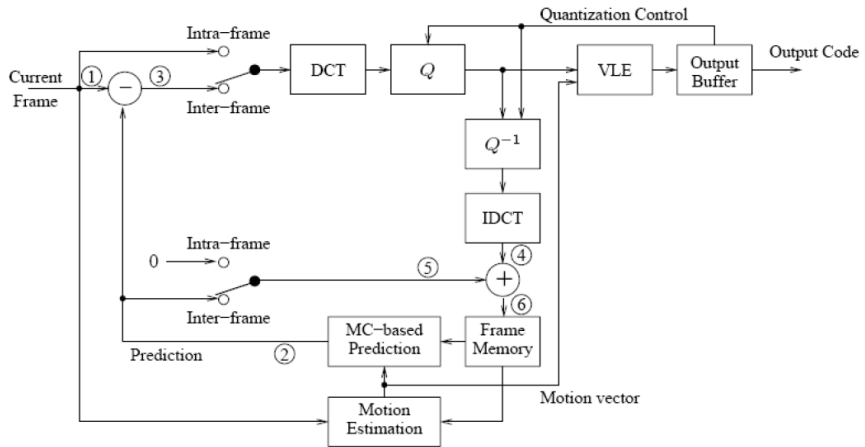 Quantization Control
Intra−frame
Output Code
Current
Frame
①
−
③
DCT
Q
VLE
Output
Buffer
Inter−frame
Q⁻¹
IDCT
Intra−frame
④
0
⑤
+
⑥
Inter−frame
MC−based
Prediction
Frame
Memory
Prediction
②
Motion vector
Motion
Estimation